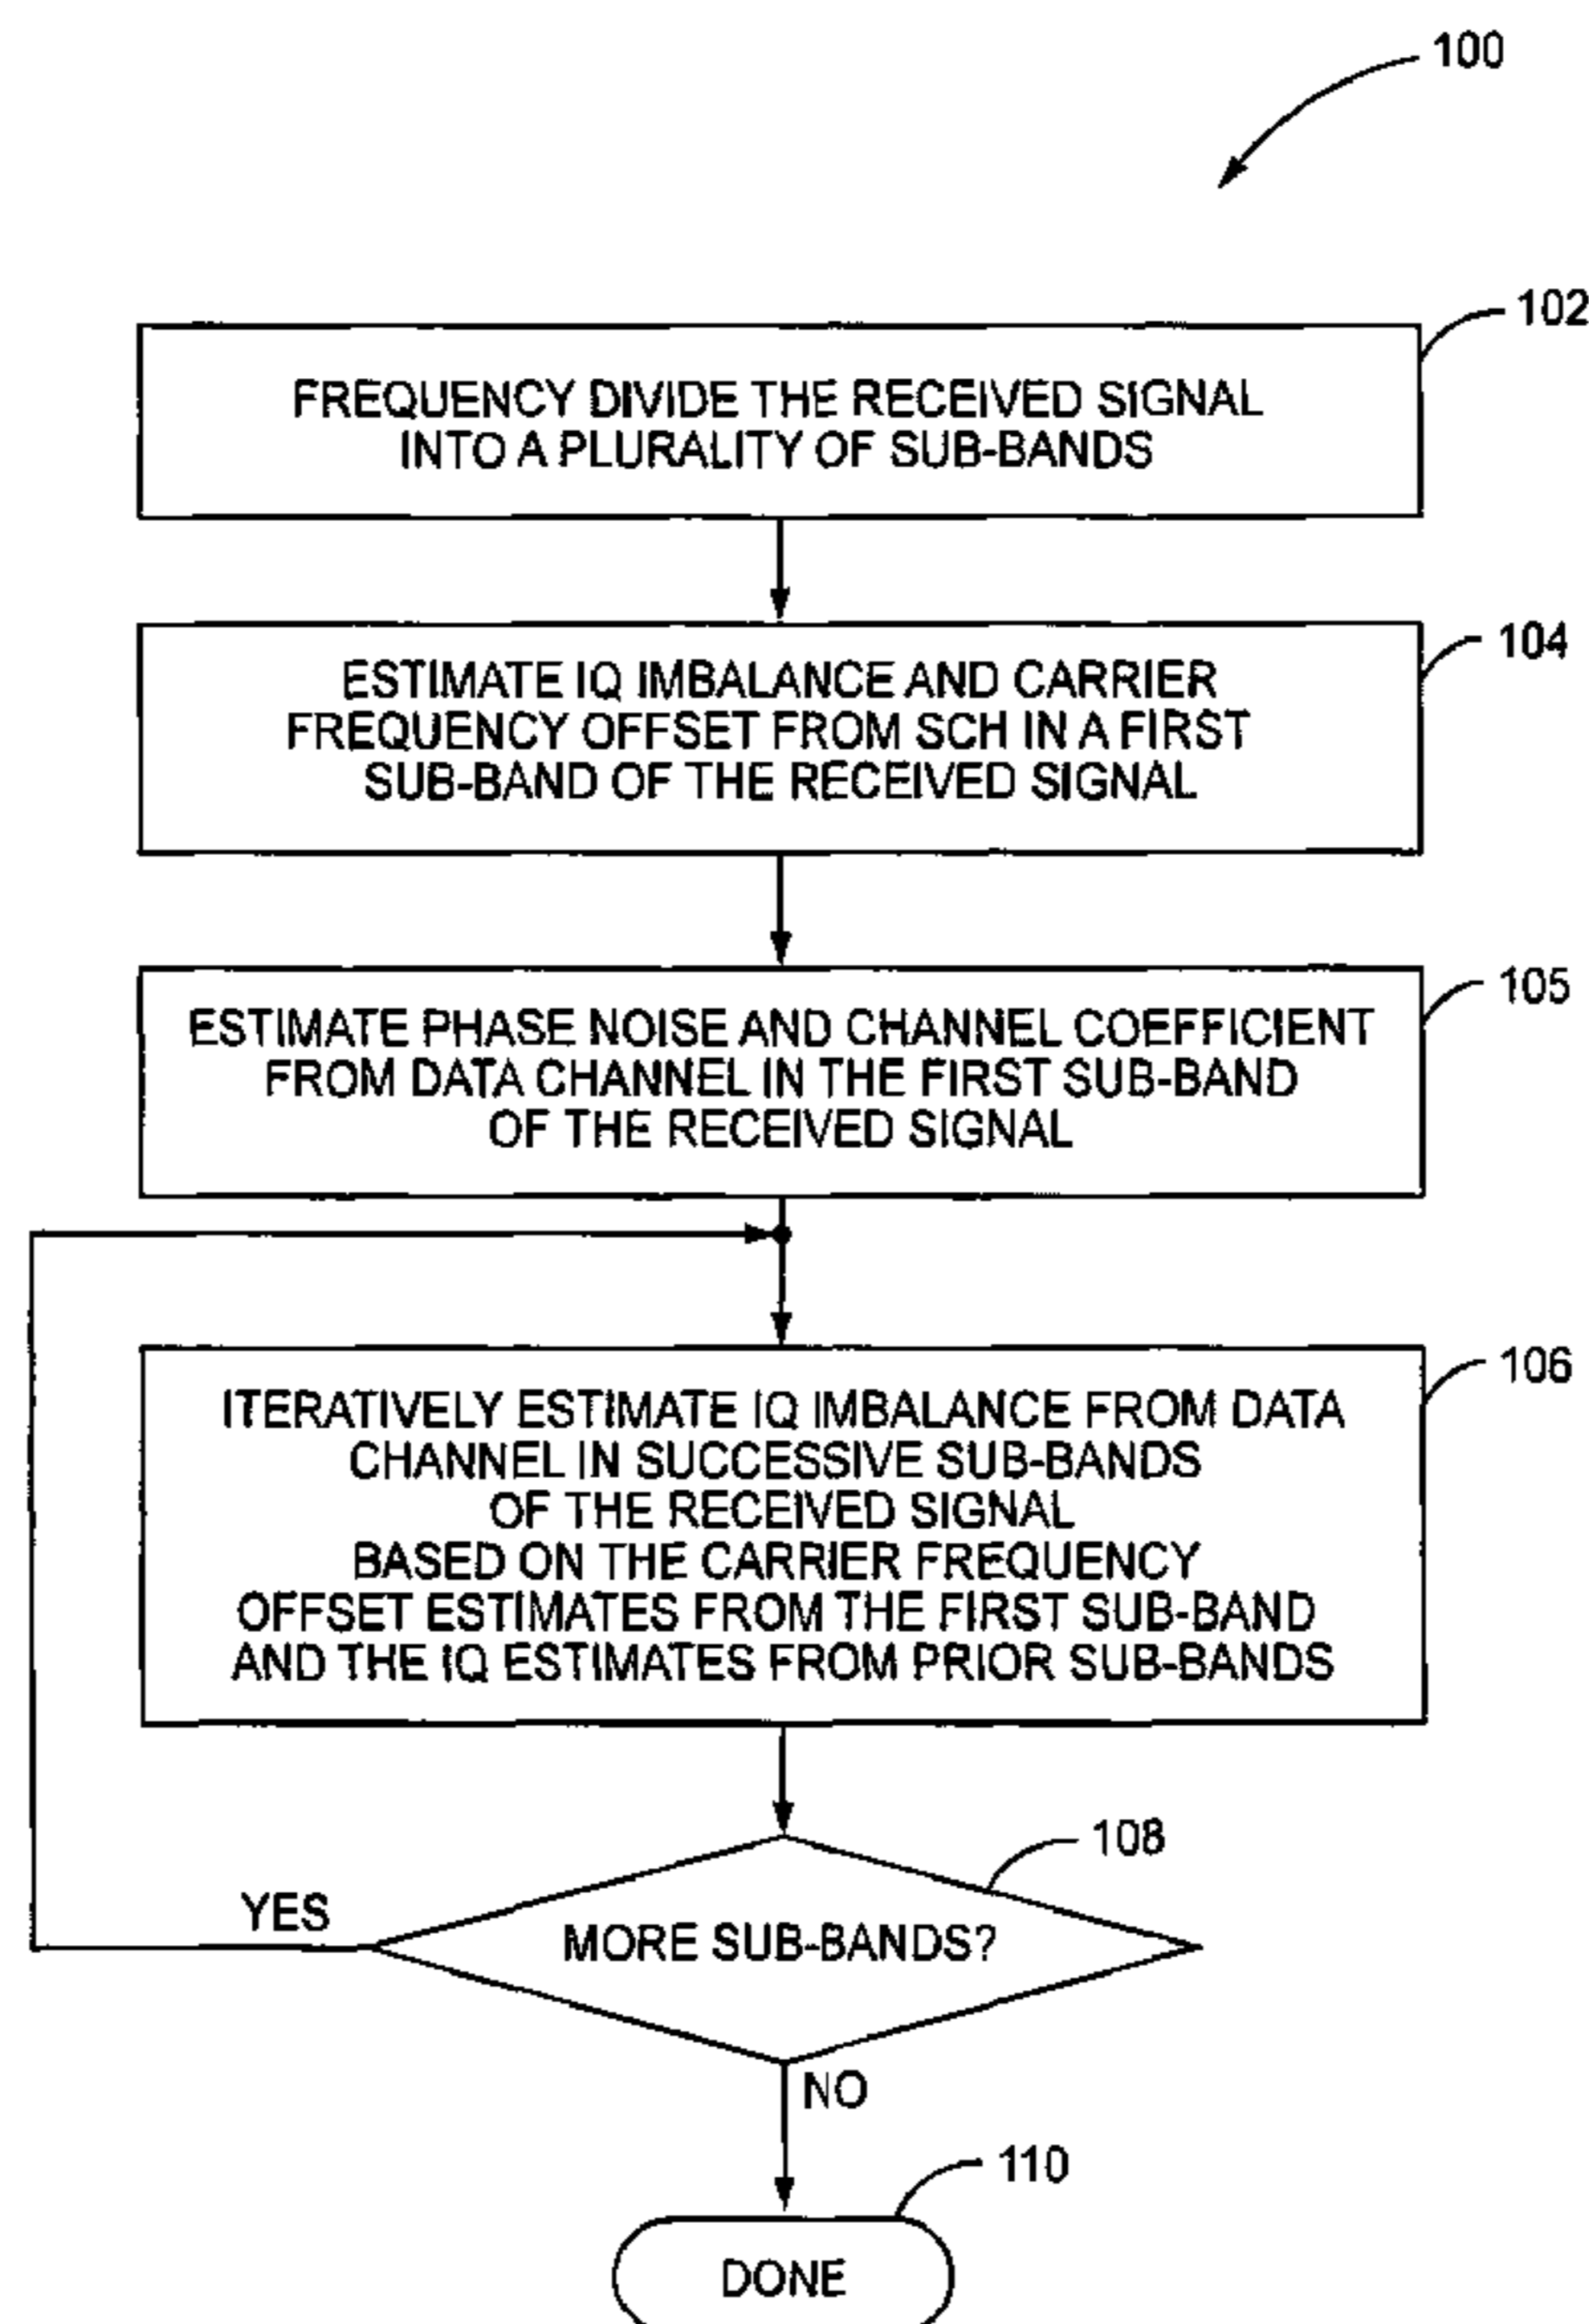 100
102
FREQUENCY DIVIDE THE RECEIVED SIGNAL
INTO A PLURALITY OF SUB-BANDS
104
ESTIMATE IQ IMBALANCE AND CARRIER
FREQUENCY OFFSET FROM SCH IN A FIRST
SUB-BAND OF THE RECEIVED SIGNAL
105
ESTIMATE PHASE NOISE AND CHANNEL COEFFICIENT
FROM DATA CHANNEL IN THE FIRST SUB-BAND
OF THE RECEIVED SIGNAL
106
ITERATIVELY ESTIMATE IQ IMBALANCE FROM DATA
CHANNEL IN SUCCESSIVE SUB-BANDS
OF THE RECEIVED SIGNAL
BASED ON THE CARRIER FREQUENCY
OFFSET ESTIMATES FROM THE FIRST SUB-BAND
AND THE IQ ESTIMATES FROM PRIOR SUB-BANDS
108
YES
MORE SUB-BANDS?
NO
110
DONE